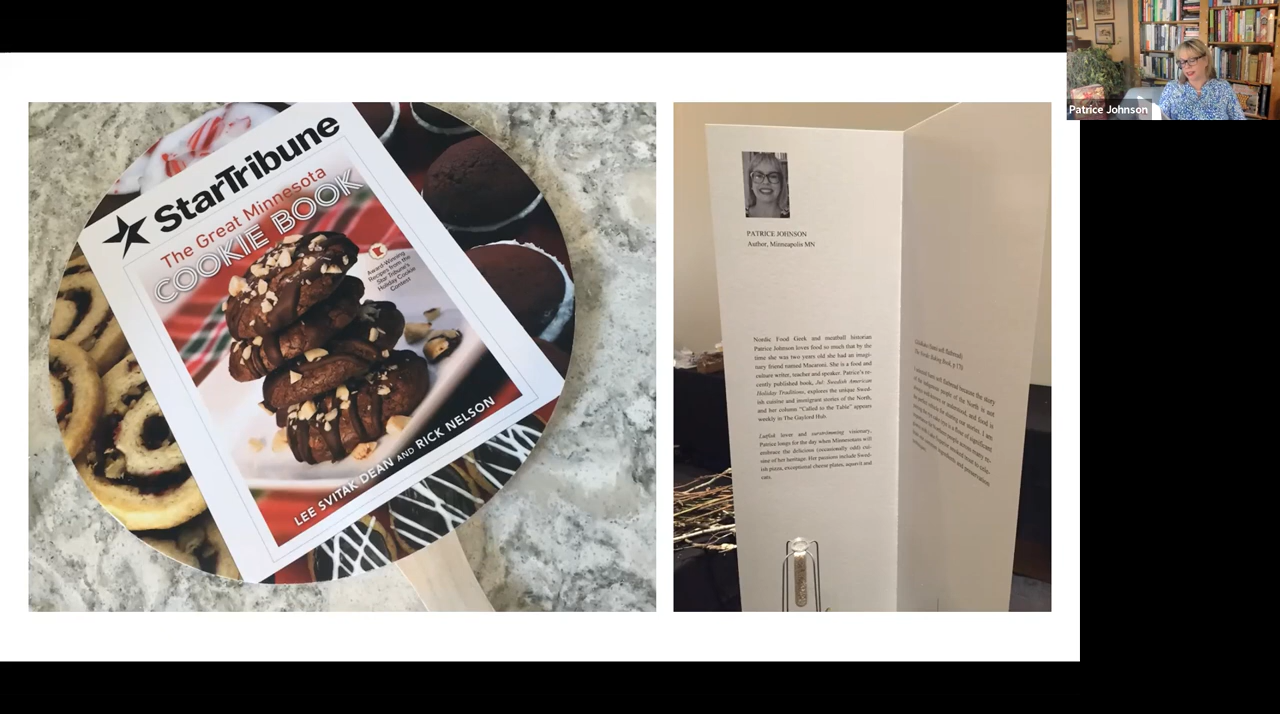 StarTribune
The Great Minnesota
COOKIE BOOK
Award-Winning
Recipes from the
Star Tribune's
Holiday Cookie
Contest
LEE SVITAK DEAN AND RICK NELSON
PATRICE JOHNSON
Author, Minneapolis MN
Nordic Food Geek and meatball historian
Patrice Johnson loves food so much that by the
time she was two years old she had an imagi-
nary friend named Macaroni. She is a food and
culture writer, teacher and speaker. Patrice's re-
cently published book, Jul: Swedish American
Holiday Traditions, explores the unique Swed-
ish cuisine and immigrant stories of the North,
and her column "Called to the Table" appears
weekly in The Gaylord Hub.
Lutfisk lover and surströmming visionary,
Patrice longs for the day when Minnesotans will
embrace the delicious (occasionally odd) cui-
sine of her heritage. Her passions include Swed-
ish pizza, exceptional cheese plates, aquavit and
cats.
Patrice Johnson